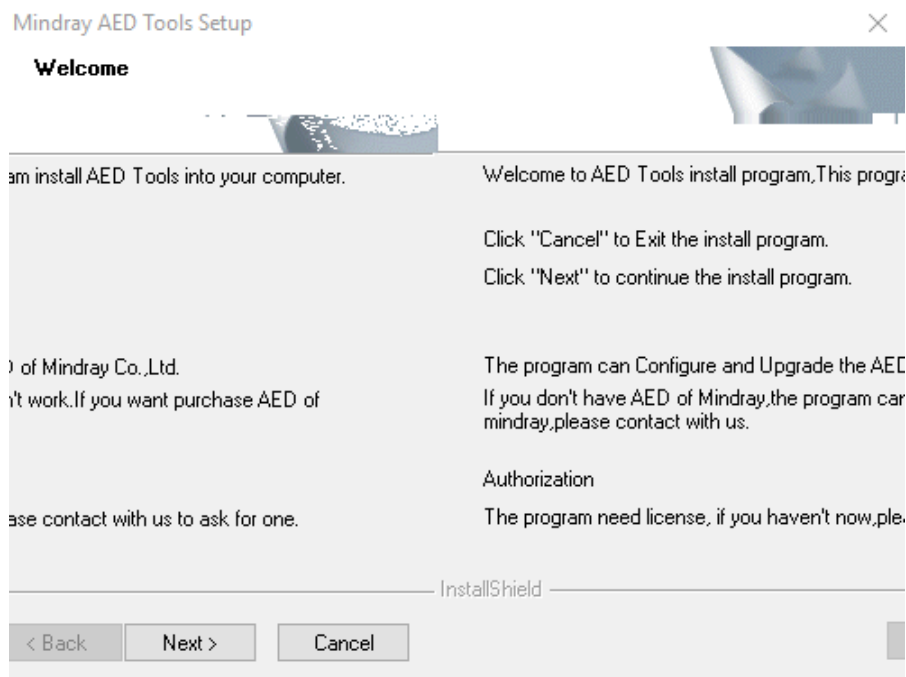 Mindray AED Tools Setup
Welcome
am install AED Tools into your computer.
of Mindray Co.,Ltd.
n't work.If you want purchase AED of
ase contact with us to ask for one.
Welcome to AED Tools install program,This progra
Click "Cancel" to Exit the install program.
Click "Next" to continue the install program.
The program can Configure and Upgrade the AED
If you don't have AED of Mindray,the program can
mindray,please contact with us.
Authorization
The program need license, if you haven't now,plea
InstallShield
< Back
Next >
Cancel